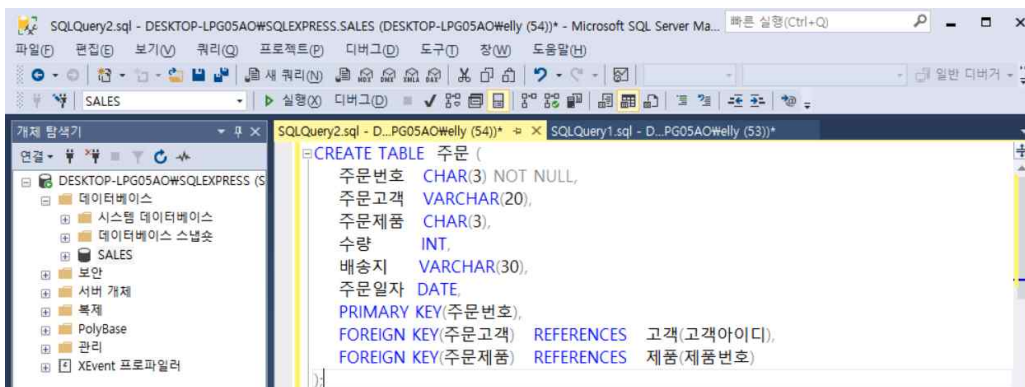 SQLQuery2.sql - DESKTOP-LPG05AO₩SQLEXPRESS.SALES (DESKTOP-LPG05AO₩elly (54))* - Microsoft SQL Server Ma...
빠른 실행(Ctrl+Q)
파일(F) 편집(E) 보기(V) 쿼리(Q) 프로젝트(P) 디버그(D) 도구(T) 창(W) 도움말(H)
새 쿼리(N)
일반 디버거
SALES
실행(X) 디버그(D)
개체 탐색기
SQLQuery2.sql - D...PG05AO₩elly (54))*
SQLQuery1.sql - D...PG05AO₩elly (53))*
연결
DESKTOP-LPG05AO₩SQLEXPRESS (S
데이터베이스
시스템 데이터베이스
데이터베이스 스냅숏
SALES
보안
서버 개체
복제
PolyBase
관리
XEvent 프로파일러
CREATE TABLE 주문 (
주문번호 CHAR(3) NOT NULL,
주문고객 VARCHAR(20),
주문제품 CHAR(3),
수량 INT,
배송지 VARCHAR(30),
주문일자 DATE,
PRIMARY KEY(주문번호),
FOREIGN KEY(주문고객) REFERENCES 고객(고객아이디),
FOREIGN KEY(주문제품) REFERENCES 제품(제품번호)
);